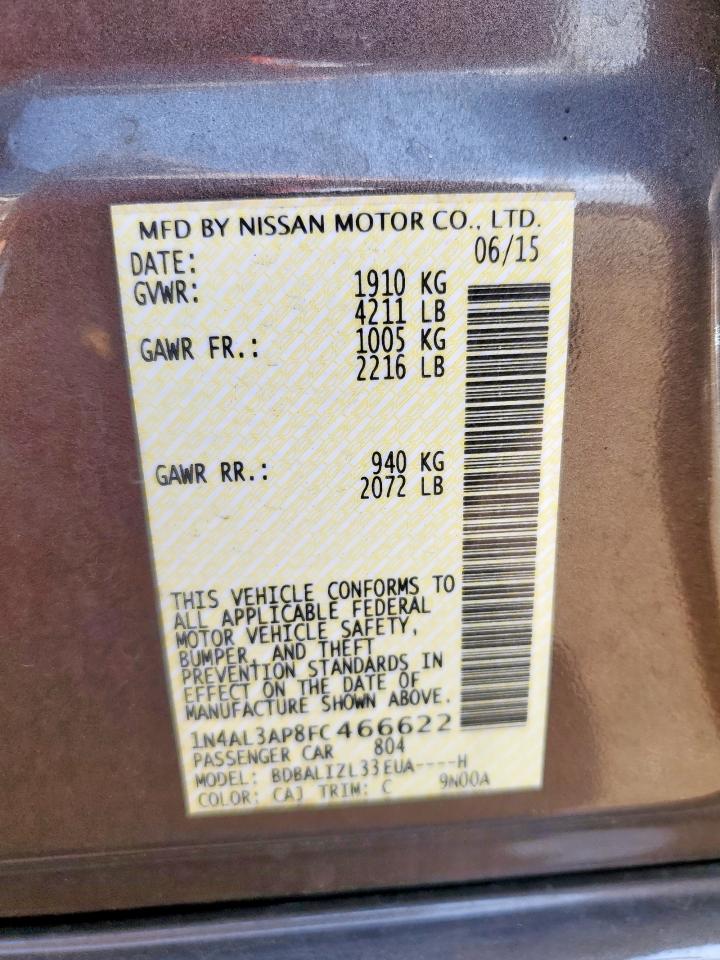 MFD BY NISSAN MOTOR CO., LTD.
DATE: 06/15
GVWR: 1910 KG
4211 LB
GAWR FR.: 1005 KG
2216 LB
GAWR RR.: 940 KG
2072 LB
THIS VEHICLE CONFORMS TO
ALL APPLICABLE FEDERAL
MOTOR VEHICLE SAFETY,
BUMPER, AND THEFT
PREVENTION STANDARDS IN
EFFECT ON THE DATE OF
MANUFACTURE SHOWN ABOVE.
1N4AL3AP8FC466622
PASSENGER CAR 804
MODEL: BDBALIZL33EUA----H
COLOR: CAJ TRIM: C 9N00A